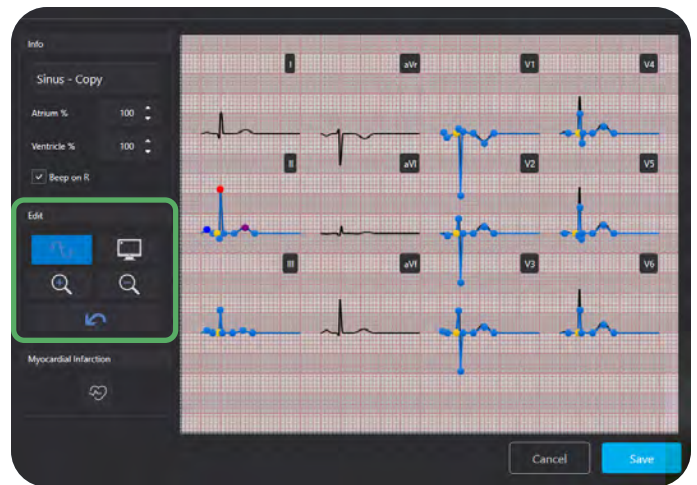 Info
Sinus - Copy
Atrium % 100
Ventricle % 100
Beep on R
Edit
Myocardial Infarction
I aVr V1 V4
II aVl V2 V5
III aVf V3 V6
Cancel Save